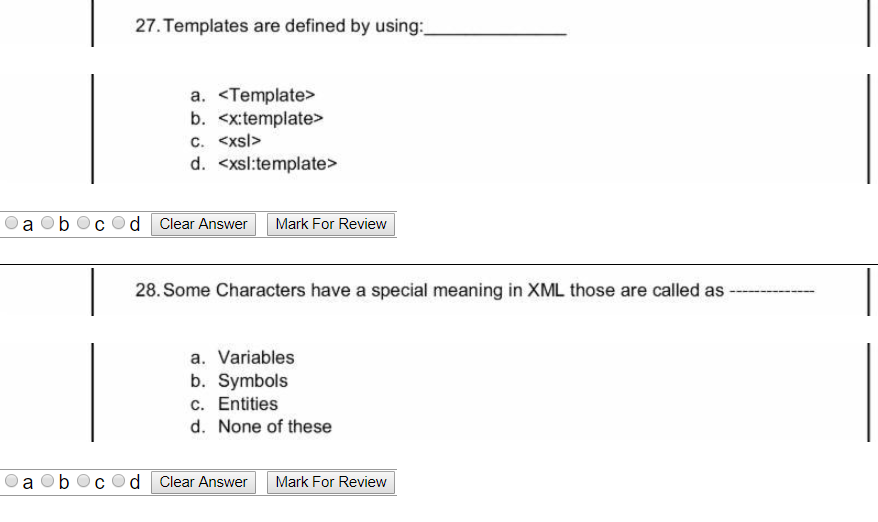 27. Templates are defined by using:_______________
a. <Template>
b. <x:template>
c. <xsl>
d. <xsl:template>
a b c d Clear Answer Mark For Review
28. Some Characters have a special meaning in XML those are called as --------------
a. Variables
b. Symbols
c. Entities
d. None of these
a b c d Clear Answer Mark For Review